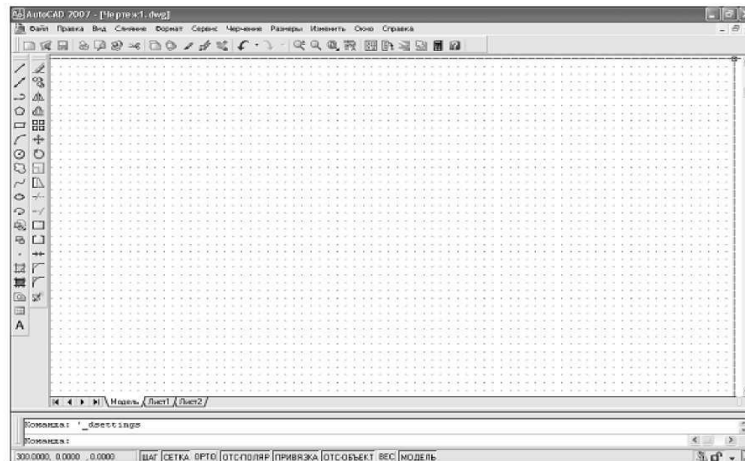 AutoCAD 2007 - [Чертеж1.dwg]
Файл Правка Вид Слияние Формат Сервис Черчение Размеры Изменить Окно Справка
A
Модель Лист1 Лист2
Команда: '_dsettings
Команда:
300.0000, 0.0000 , 0.0000 ШАГ СЕТКА ОРТО ОТС-ПОЛЯР ПРИВЯЗКА ОТС-ОБЪЕКТ ВЕС МОДЕЛЬ